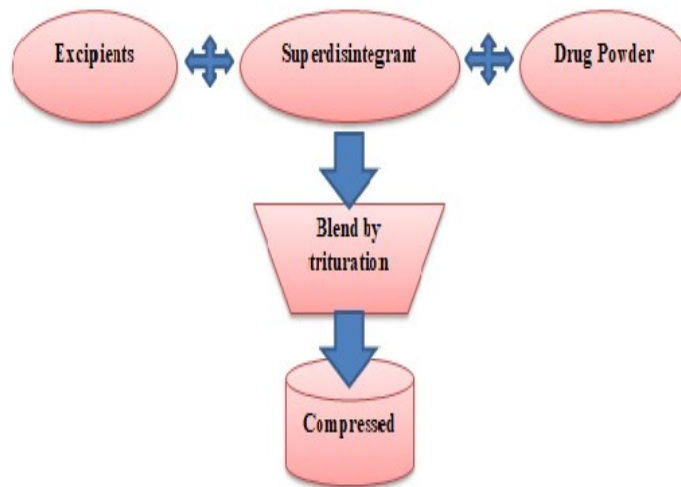 Excipients
Superdisintegrant
Drug Powder
Blend by
trituration
Compressed